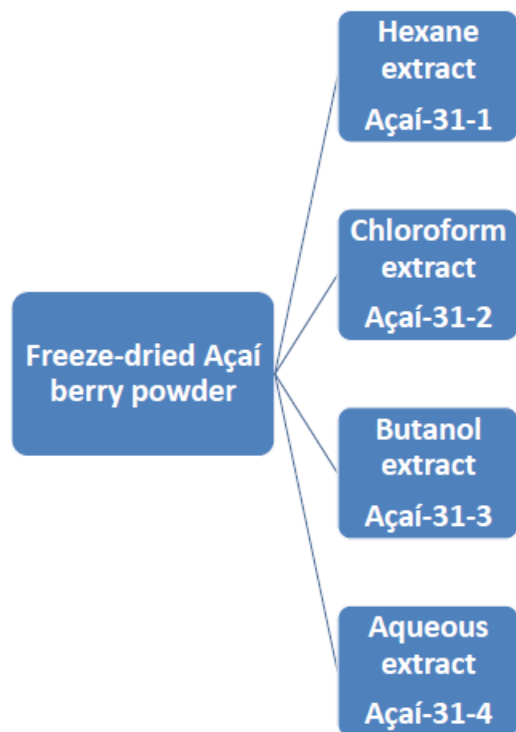 Hexane
extract
Açaí-31-1
Chloroform
extract
Açaí-31-2
Freeze-dried Açaí
berry powder
Butanol
extract
Açaí-31-3
Aqueous
extract
Açaí-31-4